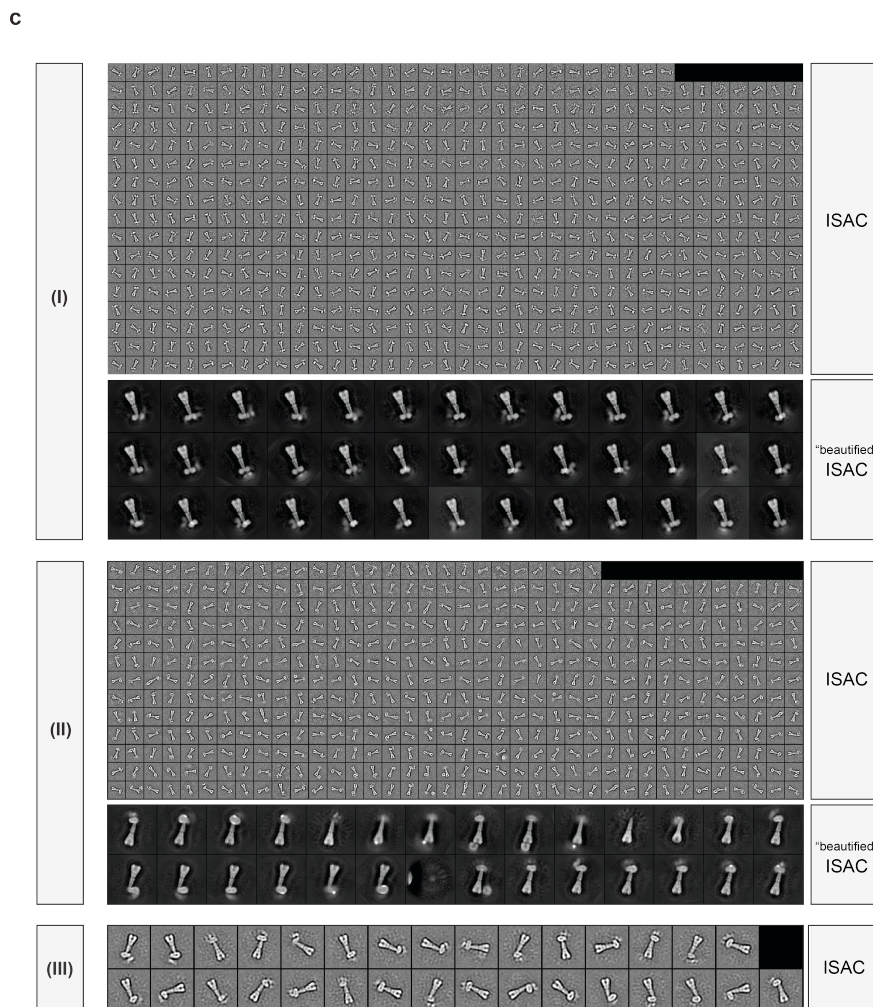 C
(I)
ISAC
"beautified
ISAC
(II)
ISAC
"beautified
ISAC
(III)
ISAC